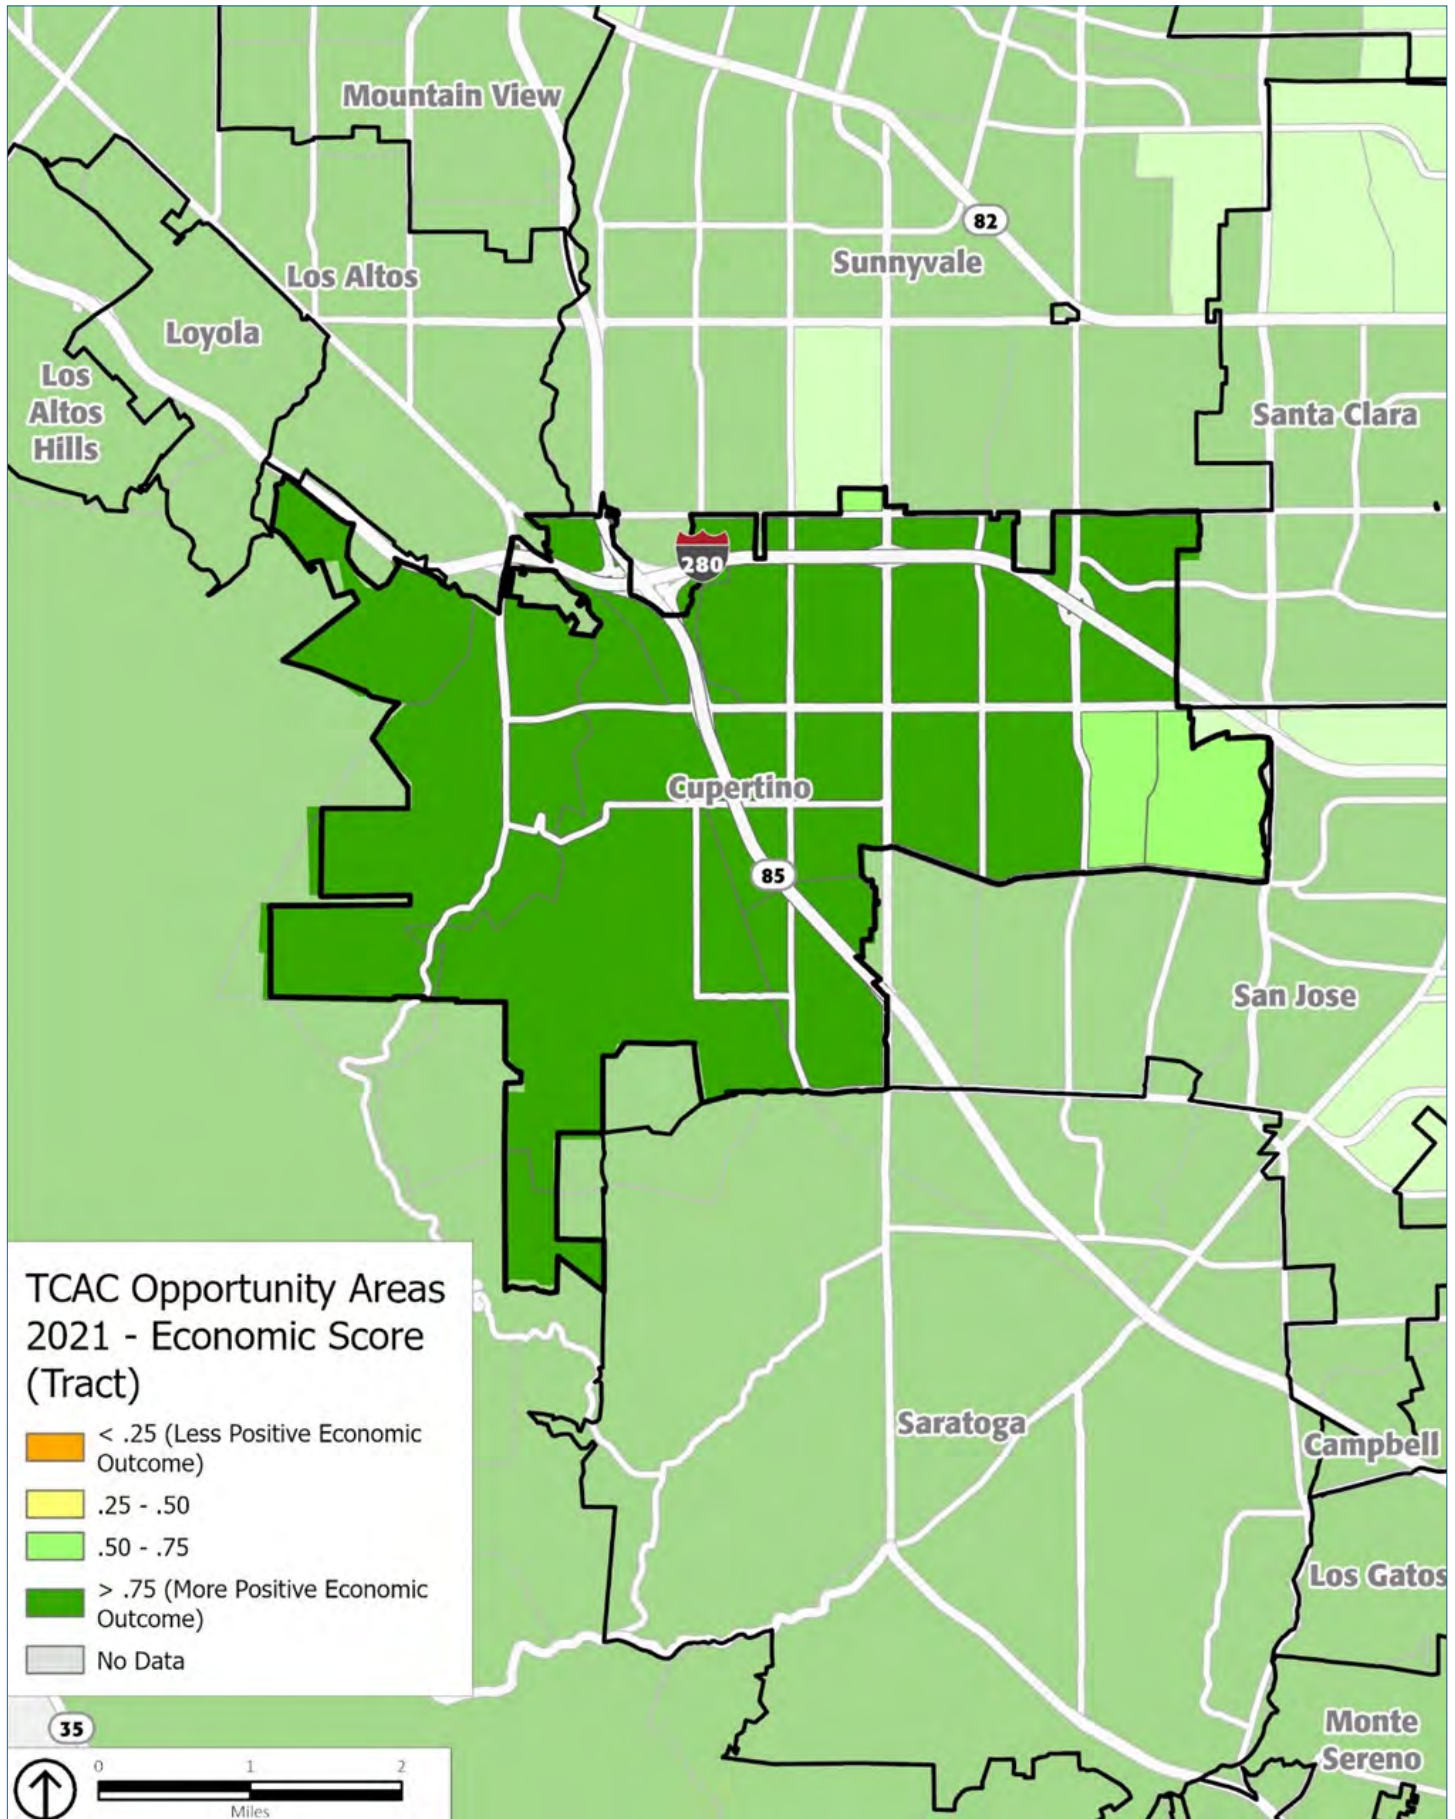 Mountain View
82
Sunnyvale
Los Altos
Loyola
Los
Altos
Hills
Santa Clara
280
Cupertino
85
San Jose
TCAC Opportunity Areas
2021 - Economic Score
(Tract)
< .25 (Less Positive Economic
Outcome)
.25 - .50
.50 - .75
> .75 (More Positive Economic
Outcome)
No Data
Saratoga
Campbell
Los Gatos
Monte
Sereno
35
0 1 2
Miles